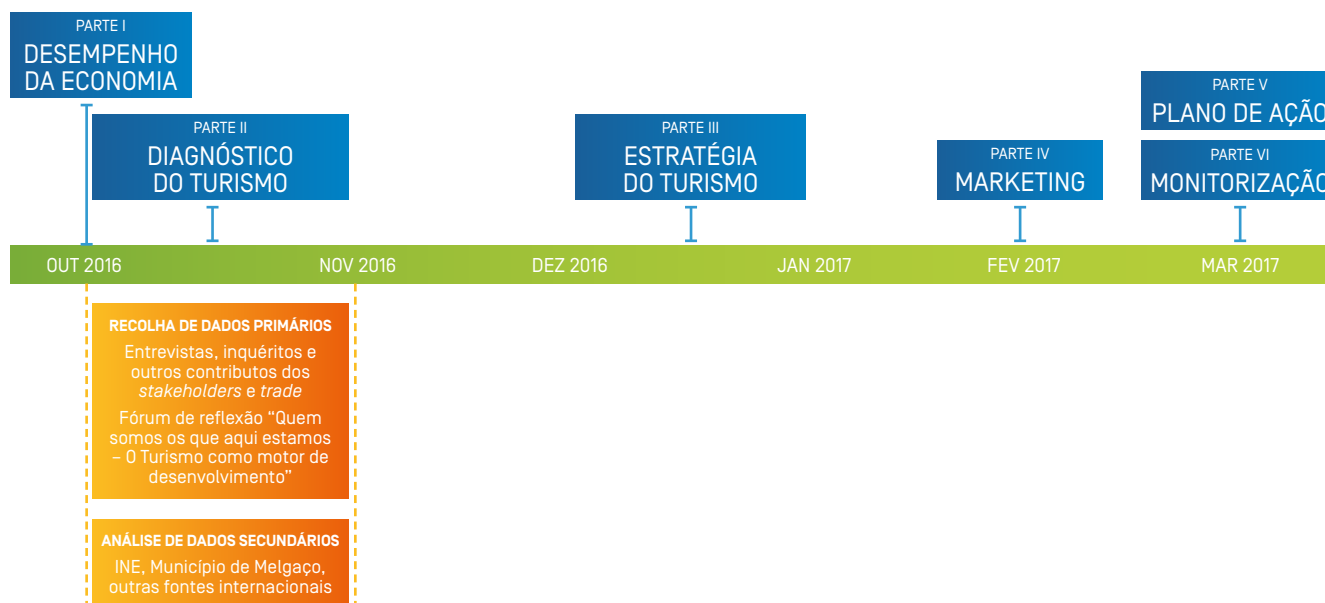 PARTE I
DESEMPENHO
DA ECONOMIA
PARTE II
DIAGNÓSTICO
DO TURISMO
PARTE III
ESTRATÉGIA
DO TURISMO
PARTE IV
MARKETING
PARTE V
PLANO DE AÇÃO
PARTE VI
MONITORIZAÇÃO
OUT 2016
NOV 2016
DEZ 2016
JAN 2017
FEV 2017
MAR 2017
RECOLHA DE DADOS PRIMÁRIOS
Entrevistas, inquéritos e
outros contributos dos
stakeholders e trade
Fórum de reflexão “Quem
somos os que aqui estamos
– O Turismo como motor de
desenvolvimento”
ANÁLISE DE DADOS SECUNDÁRIOS
INE, Município de Melgaço,
outras fontes internacionais